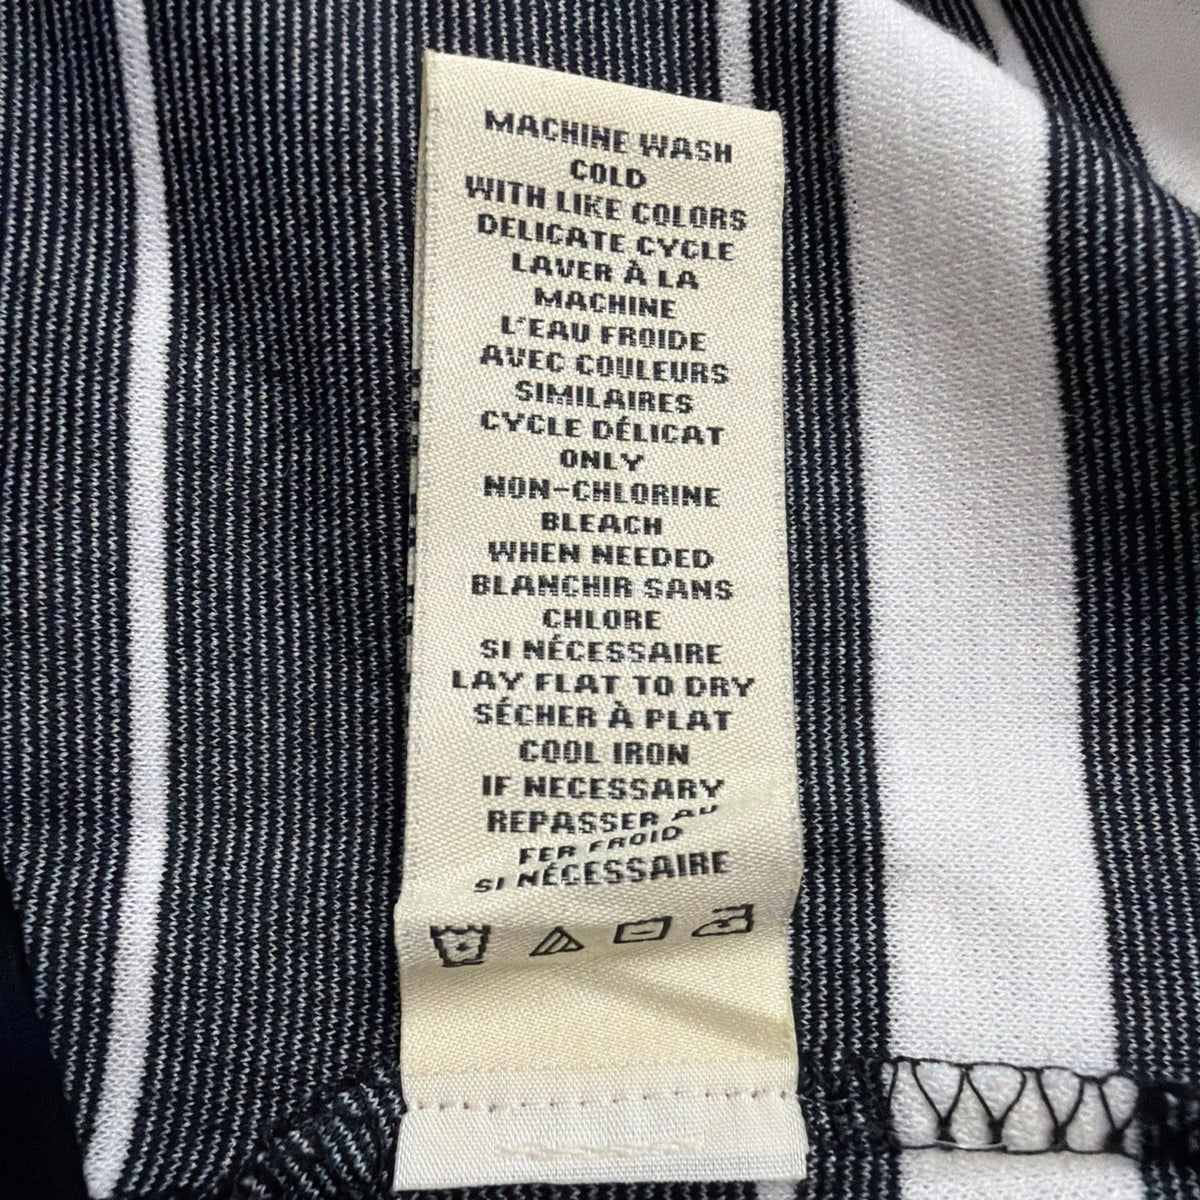 MACHINE WASH
COLD
WITH LIKE COLORS
DELICATE CYCLE
LAVER À LA
MACHINE
L'EAU FROIDE
AVEC COULEURS
SIMILAIRES
CYCLE DÉLICAT
ONLY
NON-CHLORINE
BLEACH
WHEN NEEDED
BLANCHIR SANS
CHLORE
SI NÉCESSAIRE
LAY FLAT TO DRY
SÉCHER À PLAT
COOL IRON
IF NECESSARY
REPASSER AU
FER FROID
SI NÉCESSAIRE